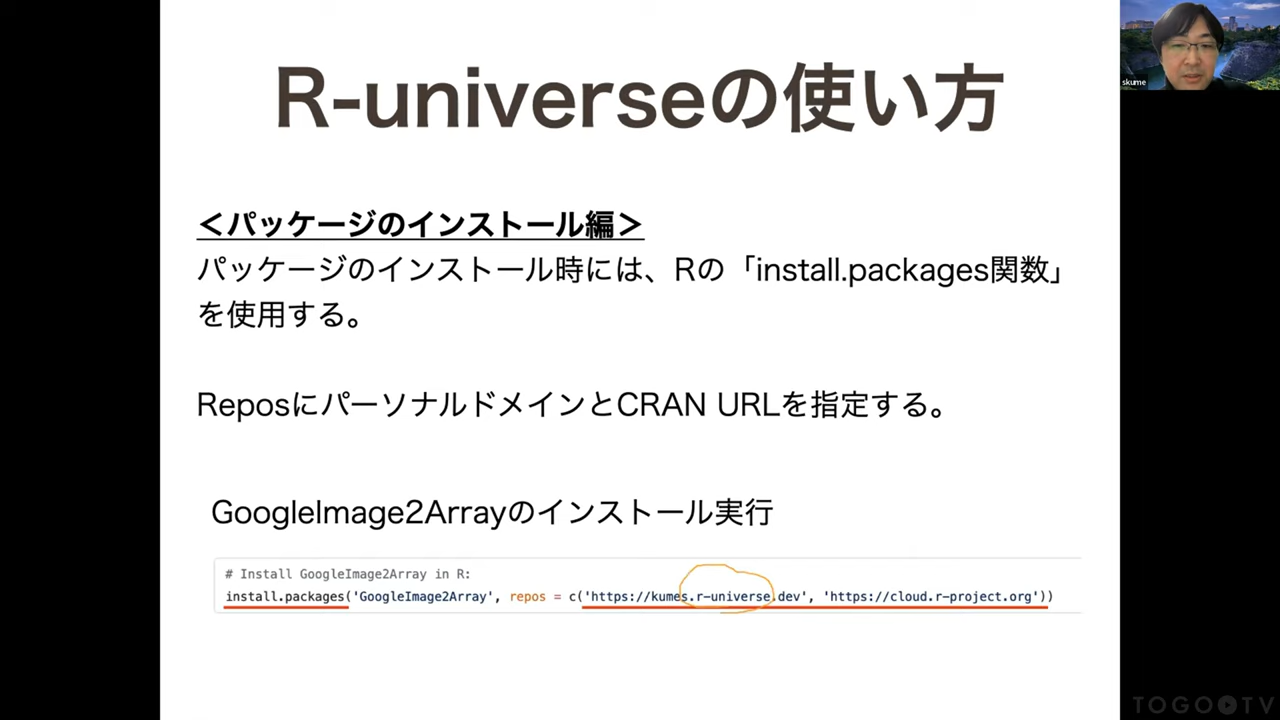 R-universeの使い方
skume
＜パッケージのインストール編＞
パッケージのインストール時には、Rの「install.packages関数」
を使用する。
ReposにパーソナルドメインとCRAN URLを指定する。
GoogleImage2Arrayのインストール実行
# Install GoogleImage2Array in R:
install.packages('GoogleImage2Array', repos = c('https://kumes.r-universe.dev', 'https://cloud.r-project.org'))
TOGOTV